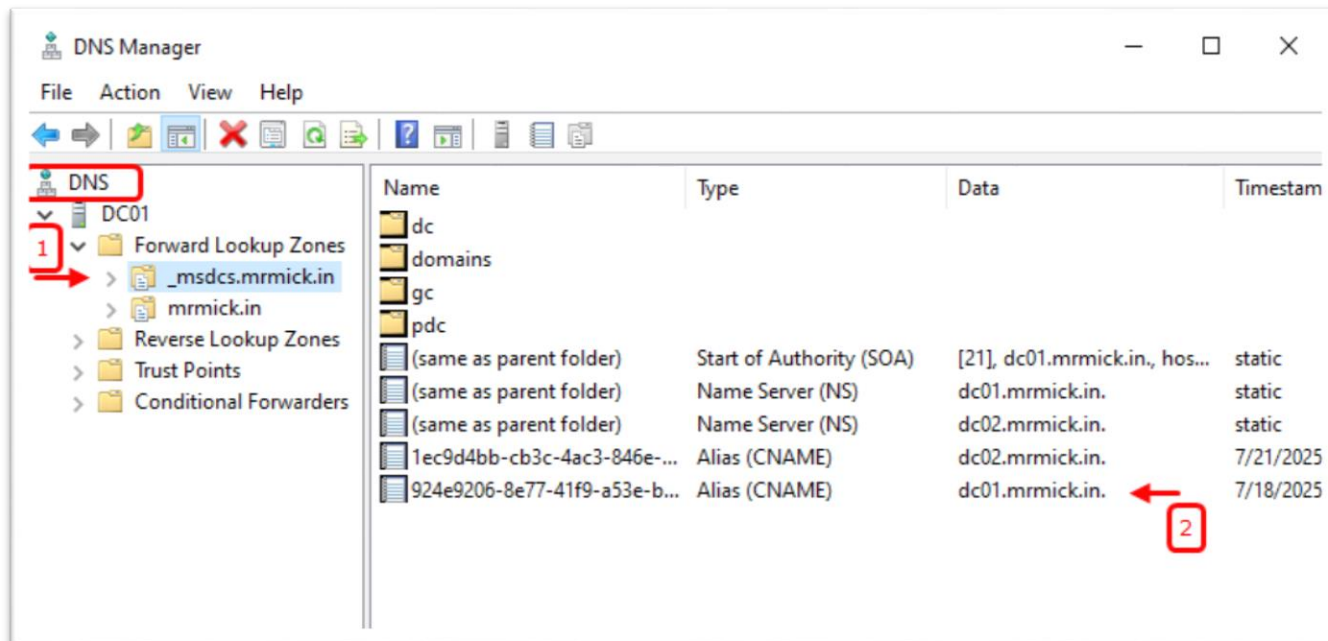 DNS Manager
File Action View Help
DNS
DC01
1
Forward Lookup Zones
_msdcs.mrmick.in
mrmick.in
Reverse Lookup Zones
Trust Points
Conditional Forwarders
Name Type Data Timestam
dc
domains
gc
pdc
(same as parent folder) Start of Authority (SOA) [21], dc01.mrmick.in., hos... static
(same as parent folder) Name Server (NS) dc01.mrmick.in. static
(same as parent folder) Name Server (NS) dc02.mrmick.in. static
1ec9d4bb-cb3c-4ac3-846e-... Alias (CNAME) dc02.mrmick.in. 7/21/2025
924e9206-8e77-41f9-a53e-b... Alias (CNAME) dc01.mrmick.in. 7/18/2025
2